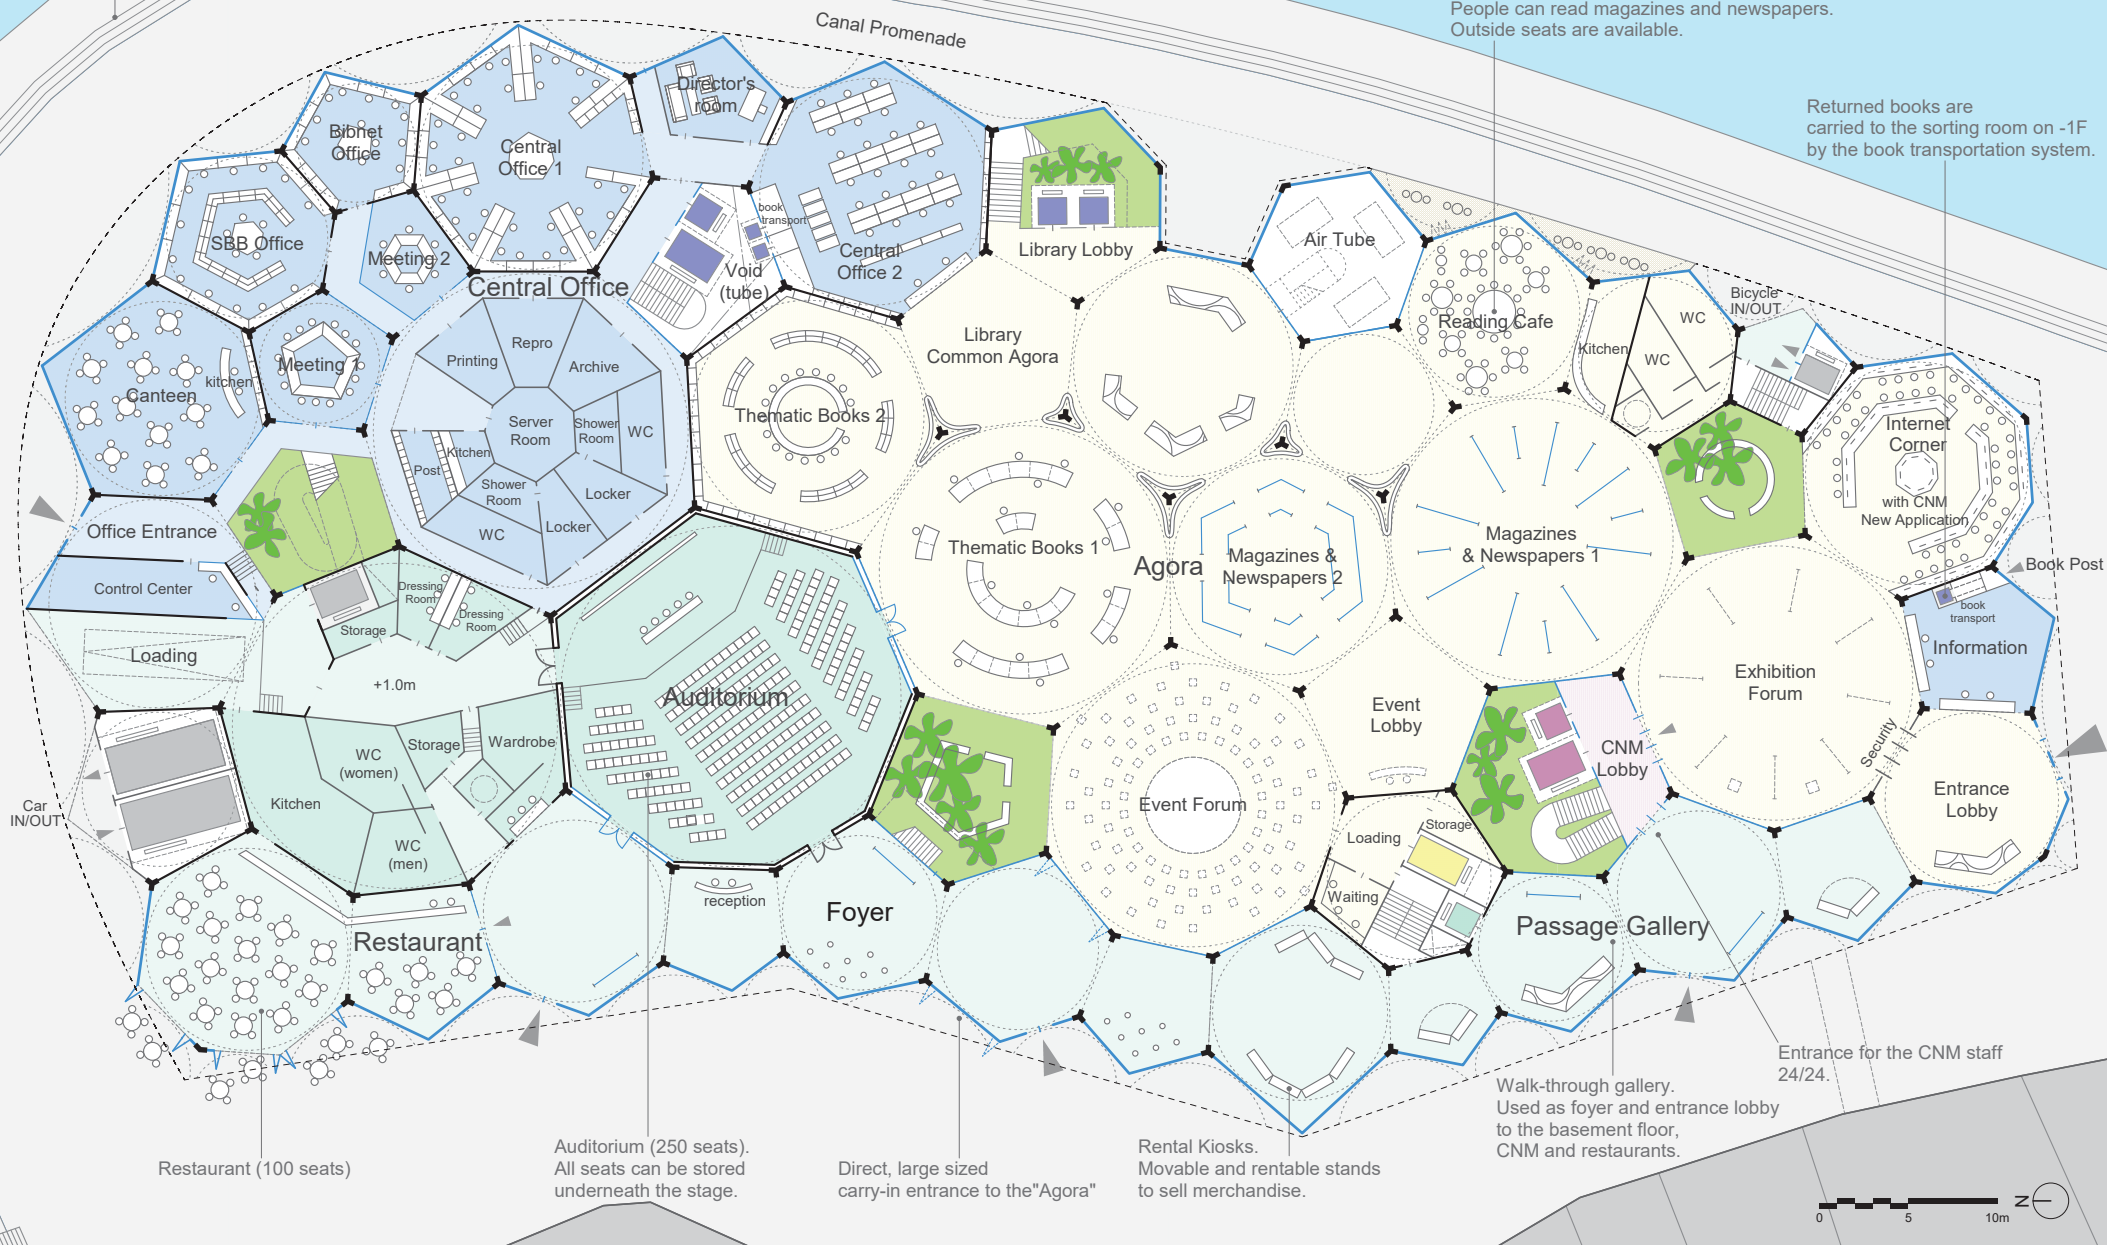 Canal Promenade
People can read magazines and newspapers.
Outside seats are available.
Returned books are
carried to the sorting room on -1F
by the book transportation system.
Director's
room
Bibnet
Office
Central
Office 1
SBB Office
Meeting 2
book
transport
Central
Office 2
Void
(tube)
Library Lobby
Air Tube
Central Office
Reading Cafe
Bicycle
IN/OUT
WC
WC
Kitchen
Library
Common Agora
Canteen
kitchen
Meeting 1
Printing
Repro
Archive
Server
Room
Shower
Room
WC
Post
Kitchen
Shower
Room
Locker
Locker
WC
Thematic Books 2
Internet
Corner
with CNM
New Application
Office Entrance
Control Center
Thematic Books 1
Agora
Magazines &
Newspapers 2
Magazines
& Newspapers 1
Book Post
book
transport
Information
Dressing
Room
Dressing
Room
Storage
Loading
+1.0m
Auditorium
Exhibition
Forum
Event
Lobby
CNM
Lobby
Security
Entrance
Lobby
WC
(women)
Storage
Wardrobe
Kitchen
WC
(men)
Car
IN/OUT
Event Forum
Loading
Storage
Waiting
reception
Foyer
Restaurant
Passage Gallery
Entrance for the CNM staff
24/24.
Walk-through gallery.
Used as foyer and entrance lobby
to the basement floor,
CNM and restaurants.
Restaurant (100 seats)
Auditorium (250 seats).
All seats can be stored
underneath the stage.
Direct, large sized
carry-in entrance to the"Agora"
Rental Kiosks.
Movable and rentable stands
to sell merchandise.
0 5 10m
N